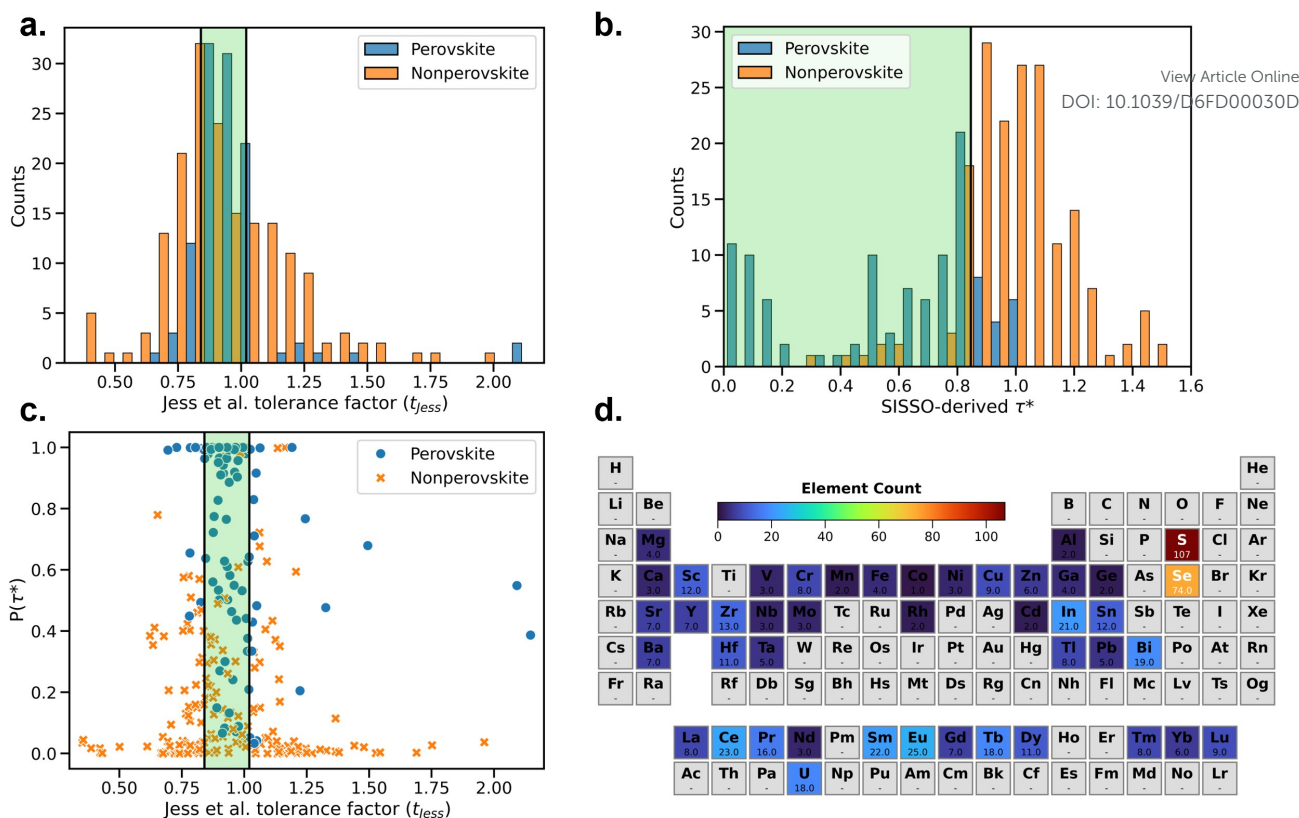 a.
Perovskite
Nonperovskite
Counts
30
25
20
15
10
5
0
0.50 0.75 1.00 1.25 1.50 1.75 2.00
Jess et al. tolerance factor (tJess)
b.
Perovskite
Nonperovskite
View Article Online
DOI: 10.1039/D6FD00030D
Counts
30
25
20
15
10
5
0
0.0 0.2 0.4 0.6 0.8 1.0 1.2 1.4 1.6
SISSO-derived τ*
c.
Perovskite
Nonperovskite
P(τ*)
1.0
0.8
0.6
0.4
0.2
0.0
0.50 0.75 1.00 1.25 1.50 1.75 2.00
Jess et al. tolerance factor (tJess)
d.
Element Count
0 20 40 60 80 100
H He
- -
Li Be B C N O F Ne
- - - - - - - -
Na Mg Al Si P S Cl Ar
- 4.0 2.0 - - 107 - -
K Ca Sc Ti V Cr Mn Fe Co Ni Cu Zn Ga Ge As Se Br Kr
- 3.0 12.0 - 3.0 8.0 2.0 4.0 1.0 3.0 9.0 6.0 4.0 2.0 - 74.0 - -
Rb Sr Y Zr Nb Mo Tc Ru Rh Pd Ag Cd In Sn Sb Te I Xe
- 7.0 7.0 13.0 3.0 3.0 - - 2.0 - - 2.0 21.0 12.0 - - - -
Cs Ba Hf Ta W Re Os Ir Pt Au Hg Tl Pb Bi Po At Rn
- 7.0 11.0 5.0 - - - - - - - 8.0 5.0 19.0 - - -
Fr Ra Rf Db Sg Bh Hs Mt Ds Rg Cn Nh Fl Mc Lv Ts Og
- - - - - - - - - - - - - - - - -
La Ce Pr Nd Pm Sm Eu Gd Tb Dy Ho Er Tm Yb Lu
8.0 23.0 16.0 3.0 - 22.0 25.0 7.0 18.0 11.0 - - 8.0 6.0 9.0
Ac Th Pa U Np Pu Am Cm Bk Cf Es Fm Md No Lr
- - - 18.0 - - - - - - - - - - -